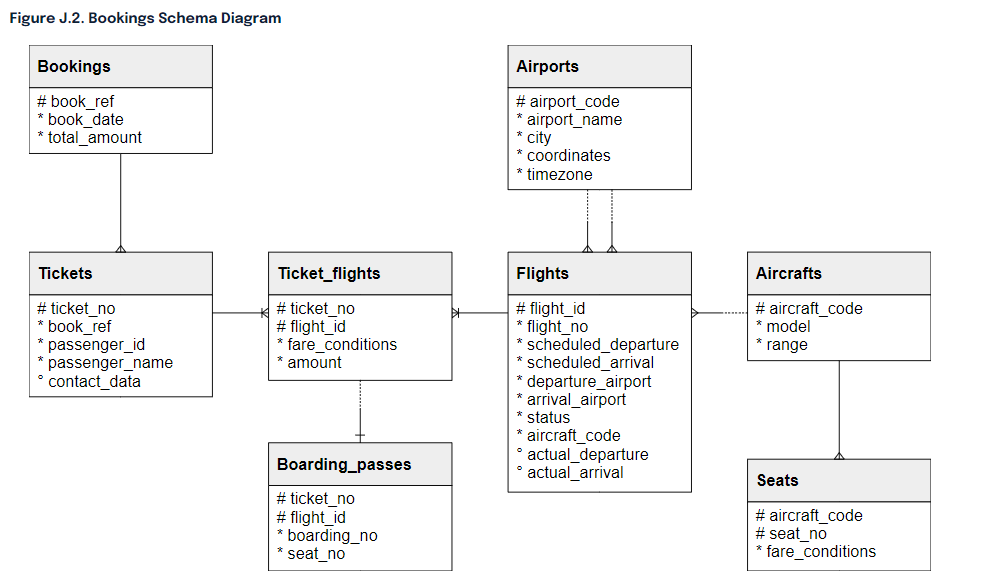 Figure J.2. Bookings Schema Diagram
Bookings
# book_ref
* book_date
* total_amount
Airports
# airport_code
* airport_name
* city
* coordinates
* timezone
Tickets
# ticket_no
* book_ref
* passenger_id
* passenger_name
° contact_data
Ticket_flights
# ticket_no
# flight_id
* fare_conditions
* amount
Flights
# flight_id
* flight_no
* scheduled_departure
* scheduled_arrival
* departure_airport
* arrival_airport
* status
* aircraft_code
° actual_departure
° actual_arrival
Aircrafts
# aircraft_code
* model
* range
Boarding_passes
# ticket_no
# flight_id
* boarding_no
* seat_no
Seats
# aircraft_code
# seat_no
* fare_conditions